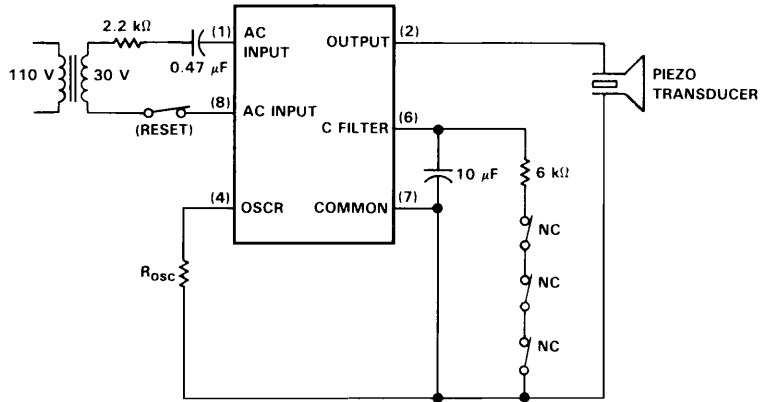 2.2 kΩ
(1)
AC
INPUT
OUTPUT
(2)
0.47 μF
110 V
30 V
PIEZO
TRANSDUCER
(RESET)
(8)
AC INPUT
C FILTER
(6)
10 μF
6 kΩ
(4)
OSCR
COMMON
(7)
NC
ROSC
NC
NC